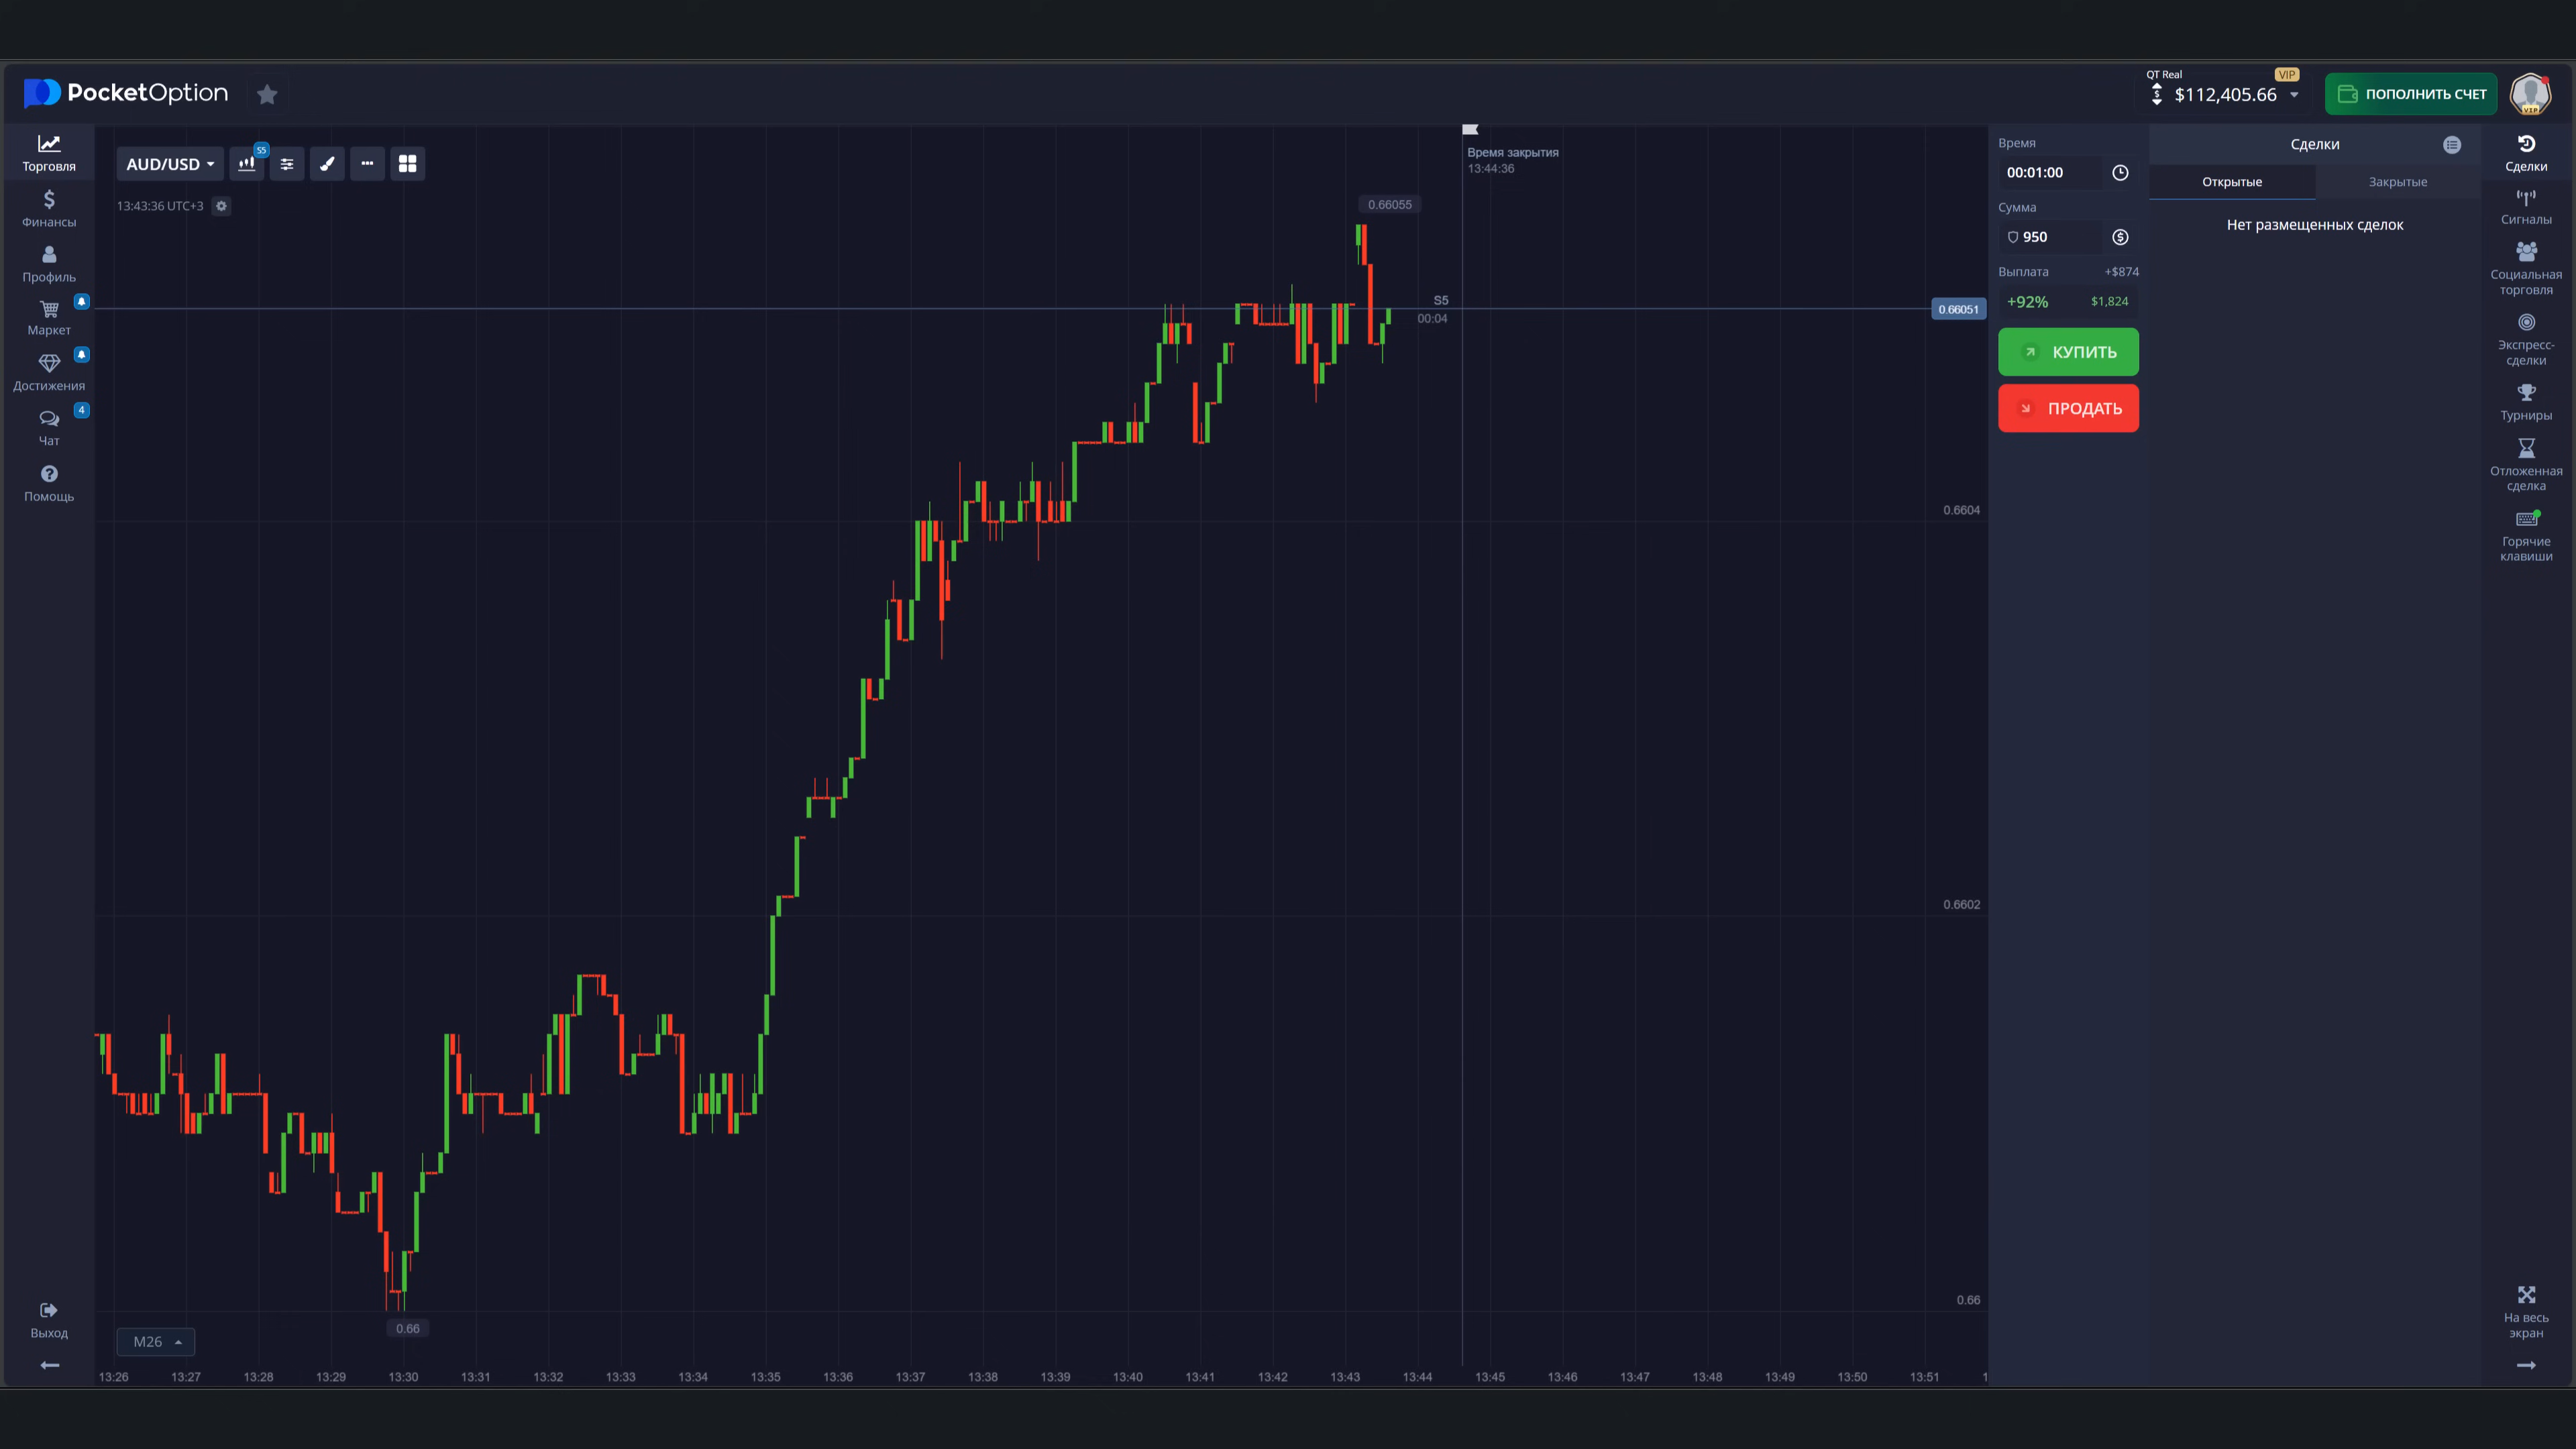 PocketOption
QT Real
VIP
$112,405.66
ПОПОЛНИТЬ СЧЕТ
VIP
Торговля
Финансы
Профиль
Маркет
Достижения
4
Чат
Помощь
Выход
AUD/USD
S5
13:43:36 UTC+3
Время закрытия
13:44:36
0.66055
S5
00:04
0.66051
0.6604
0.6602
0.66
0.66
M26
13:26
13:27
13:28
13:29
13:30
13:31
13:32
13:33
13:34
13:35
13:36
13:37
13:38
13:39
13:40
13:41
13:42
13:43
13:44
13:45
13:46
13:47
13:48
13:49
13:50
13:51
1
Время
00:01:00
Сумма
950
Выплата +$874
+92% $1,824
КУПИТЬ
ПРОДАТЬ
Сделки
Открытые
Закрытые
Нет размещенных сделок
Сделки
Сигналы
Социальная
торговля
Экспресс-
сделки
Турниры
Отложенная
сделка
Горячие
клавиши
На весь
экран